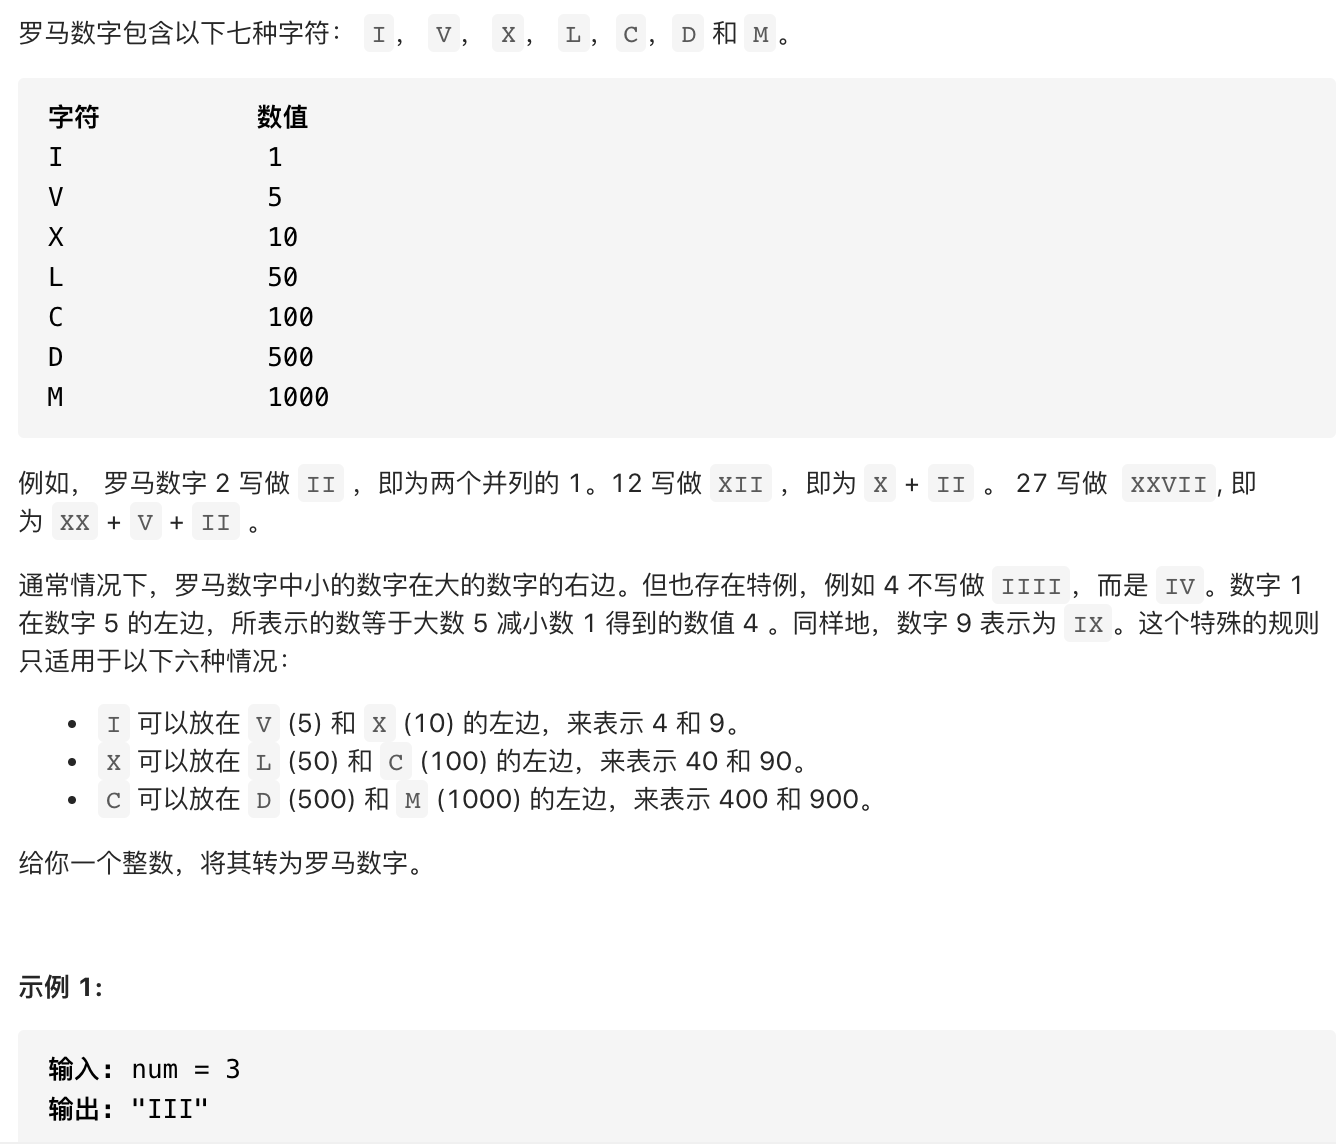 罗马数字包含以下七种字符： I， V， X， L， C， D 和 M。
字符 数值
I 1
V 5
X 10
L 50
C 100
D 500
M 1000
例如， 罗马数字 2 写做 II ，即为两个并列的 1。12 写做 XII ，即为 X + II 。 27 写做 XXVII, 即
为 XX + V + II 。
通常情况下，罗马数字中小的数字在大的数字的右边。但也存在特例，例如 4 不写做 IIII，而是 IV。数字 1
在数字 5 的左边，所表示的数等于大数 5 减小数 1 得到的数值 4 。同样地，数字 9 表示为 IX。这个特殊的规则
只适用于以下六种情况：
• I 可以放在 V (5) 和 X (10) 的左边，来表示 4 和 9。
• X 可以放在 L (50) 和 C (100) 的左边，来表示 40 和 90。
• C 可以放在 D (500) 和 M (1000) 的左边，来表示 400 和 900。
给你一个整数，将其转为罗马数字。
示例 1:
输入: num = 3
输出: "III"